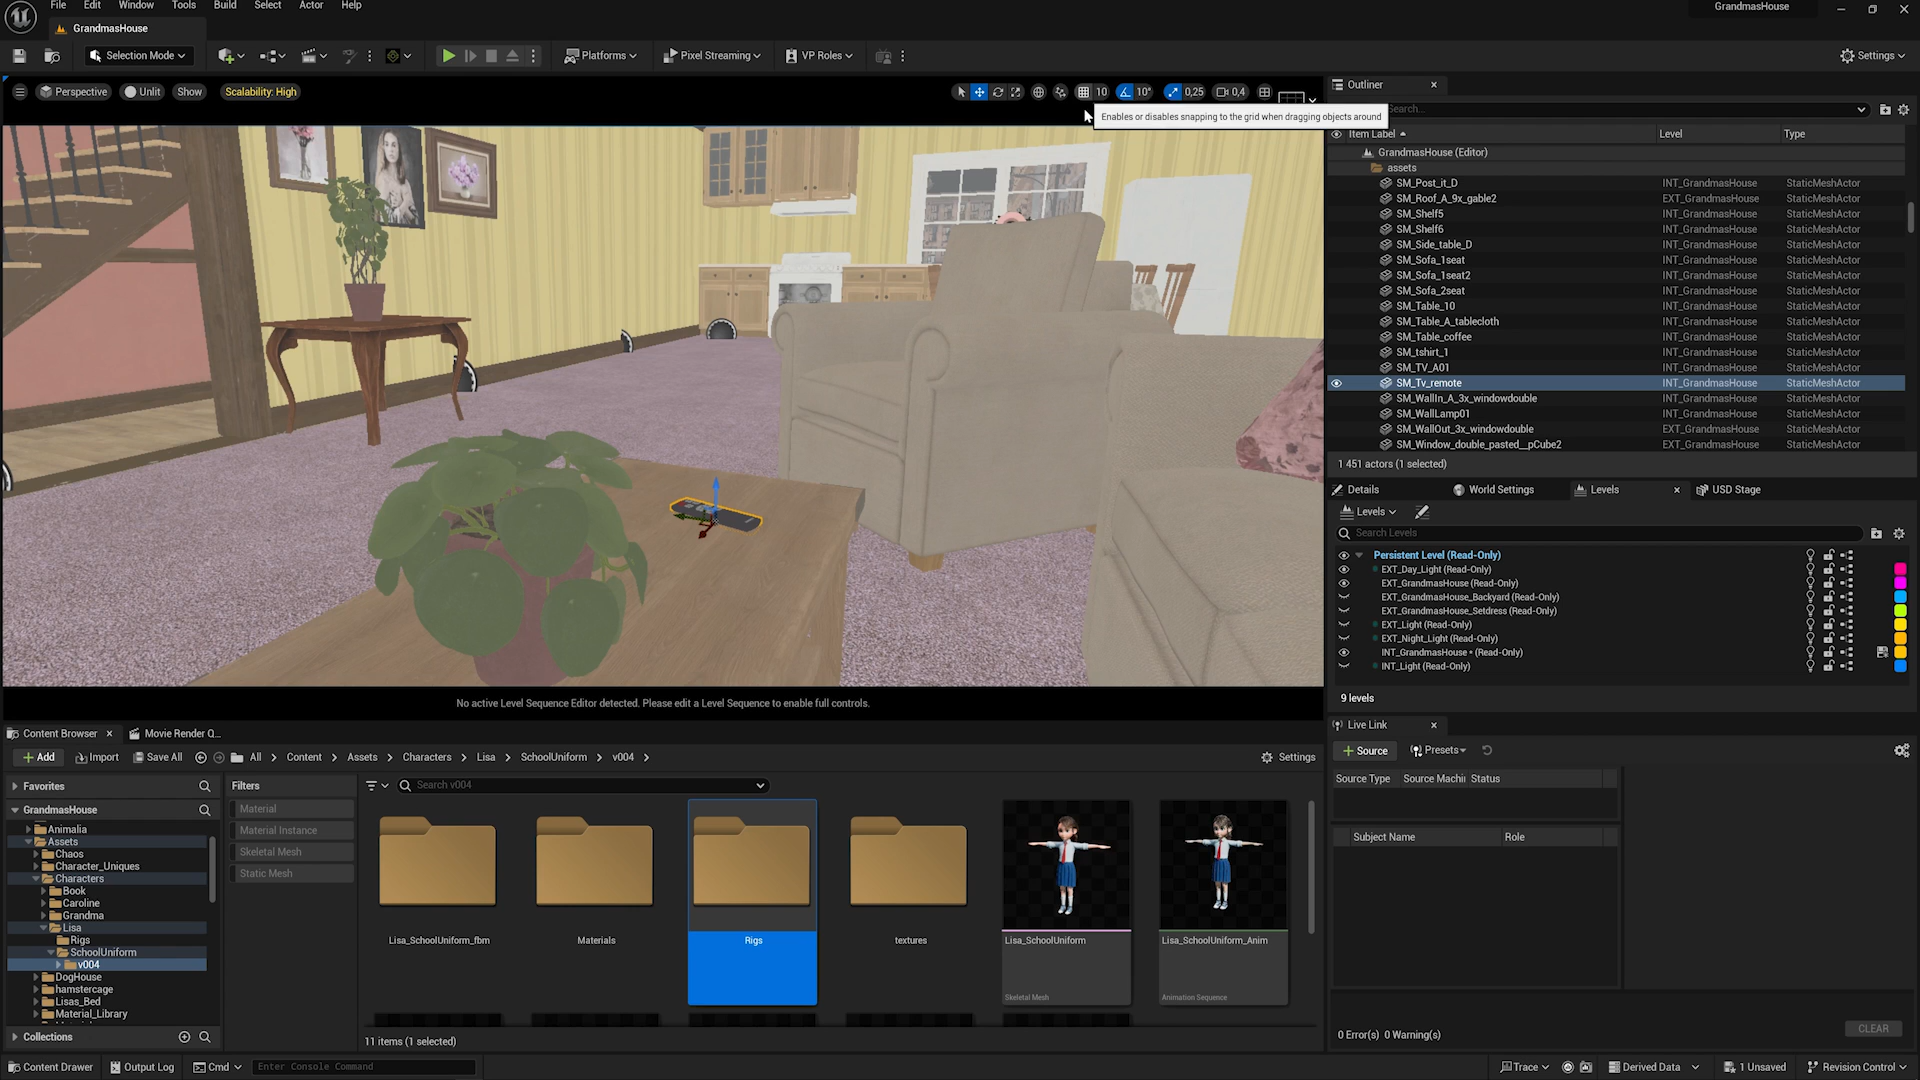 File Edit Window Tools Build Select Actor Help
GrandmasHouse
GrandmasHouse
Selection Mode
Platforms
Pixel Streaming
VP Roles
Settings
Perspective
Unlit
Show
Scalability: High
10
10°
0,25
0,4
Enables or disables snapping to the grid when dragging objects around
Outliner
Search...
Item Label Level Type
GrandmasHouse (Editor)
assets
SM_Post_it_D INT_GrandmasHouse StaticMeshActor
SM_Roof_A_9x_gable2 EXT_GrandmasHouse StaticMeshActor
SM_Shelf5 INT_GrandmasHouse StaticMeshActor
SM_Shelf6 INT_GrandmasHouse StaticMeshActor
SM_Side_table_D INT_GrandmasHouse StaticMeshActor
SM_Sofa_1seat INT_GrandmasHouse StaticMeshActor
SM_Sofa_1seat2 INT_GrandmasHouse StaticMeshActor
SM_Sofa_2seat INT_GrandmasHouse StaticMeshActor
SM_Table_10 INT_GrandmasHouse StaticMeshActor
SM_Table_A_tablecloth INT_GrandmasHouse StaticMeshActor
SM_Table_coffee INT_GrandmasHouse StaticMeshActor
SM_tshirt_1 INT_GrandmasHouse StaticMeshActor
SM_TV_A01 INT_GrandmasHouse StaticMeshActor
SM_Tv_remote INT_GrandmasHouse StaticMeshActor
SM_WallIn_A_3x_windowdouble INT_GrandmasHouse StaticMeshActor
SM_WallLamp01 INT_GrandmasHouse StaticMeshActor
SM_WallOut_3x_windowdouble EXT_GrandmasHouse StaticMeshActor
SM_Window_double_pasted__pCube2 EXT_GrandmasHouse StaticMeshActor
1 451 actors (1 selected)
Details
World Settings
Levels
USD Stage
Levels
Search Levels
Persistent Level (Read-Only)
EXT_Day_Light (Read-Only)
EXT_GrandmasHouse (Read-Only)
EXT_GrandmasHouse_Backyard (Read-Only)
EXT_GrandmasHouse_Setdress (Read-Only)
EXT_Light (Read-Only)
EXT_Night_Light (Read-Only)
INT_GrandmasHouse * (Read-Only)
INT_Light (Read-Only)
9 levels
No active Level Sequence Editor detected. Please edit a Level Sequence to enable full controls.
Content Browser
Movie Render Q...
Add
Import
Save All
All > Content > Assets > Characters > Lisa > SchoolUniform > v004 >
Settings
Favorites
GrandmasHouse
Animalia
Assets
Chaos
Character_Uniques
Characters
Book
Caroline
Grandma
Lisa
Rigs
SchoolUniform
v004
DogHouse
hamstercage
Lisas_Bed
Material_Library
Collections
Filters
Material
Material Instance
Skeletal Mesh
Static Mesh
Search v004
Lisa_SchoolUniform_fbm
Materials
Rigs
textures
Lisa_SchoolUniform
Skeletal Mesh
Lisa_SchoolUniform_Anim
Animation Sequence
11 items (1 selected)
Live Link
Source
Presets
Source Type Source Machii Status
Subject Name Role
0 Error(s) 0 Warning(s)
CLEAR
Content Drawer
Output Log
Cmd
Enter Console Command
Trace
Derived Data
1 Unsaved
Revision Control